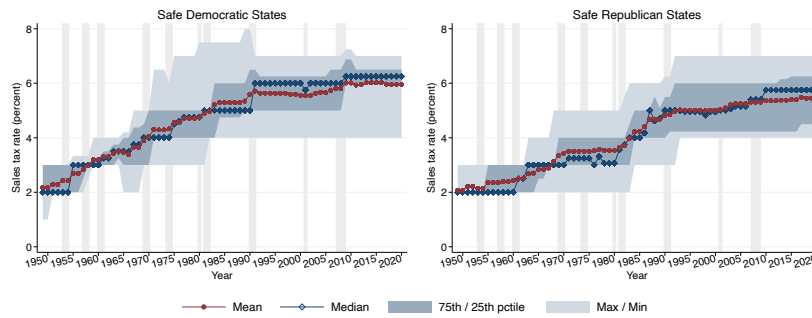 Safe Democratic States
Safe Republican States
8
6
4
2
0
Sales tax rate (percent)
1950 1955 1960 1965 1970 1975 1980 1985 1990 1995 2000 2005 2010 2015 2020
Year
8
6
4
2
0
Sales tax rate (percent)
1950 1955 1960 1965 1970 1975 1980 1985 1990 1995 2000 2005 2010 2015 2020
Year
Mean Median 75th / 25th pctile Max / Min